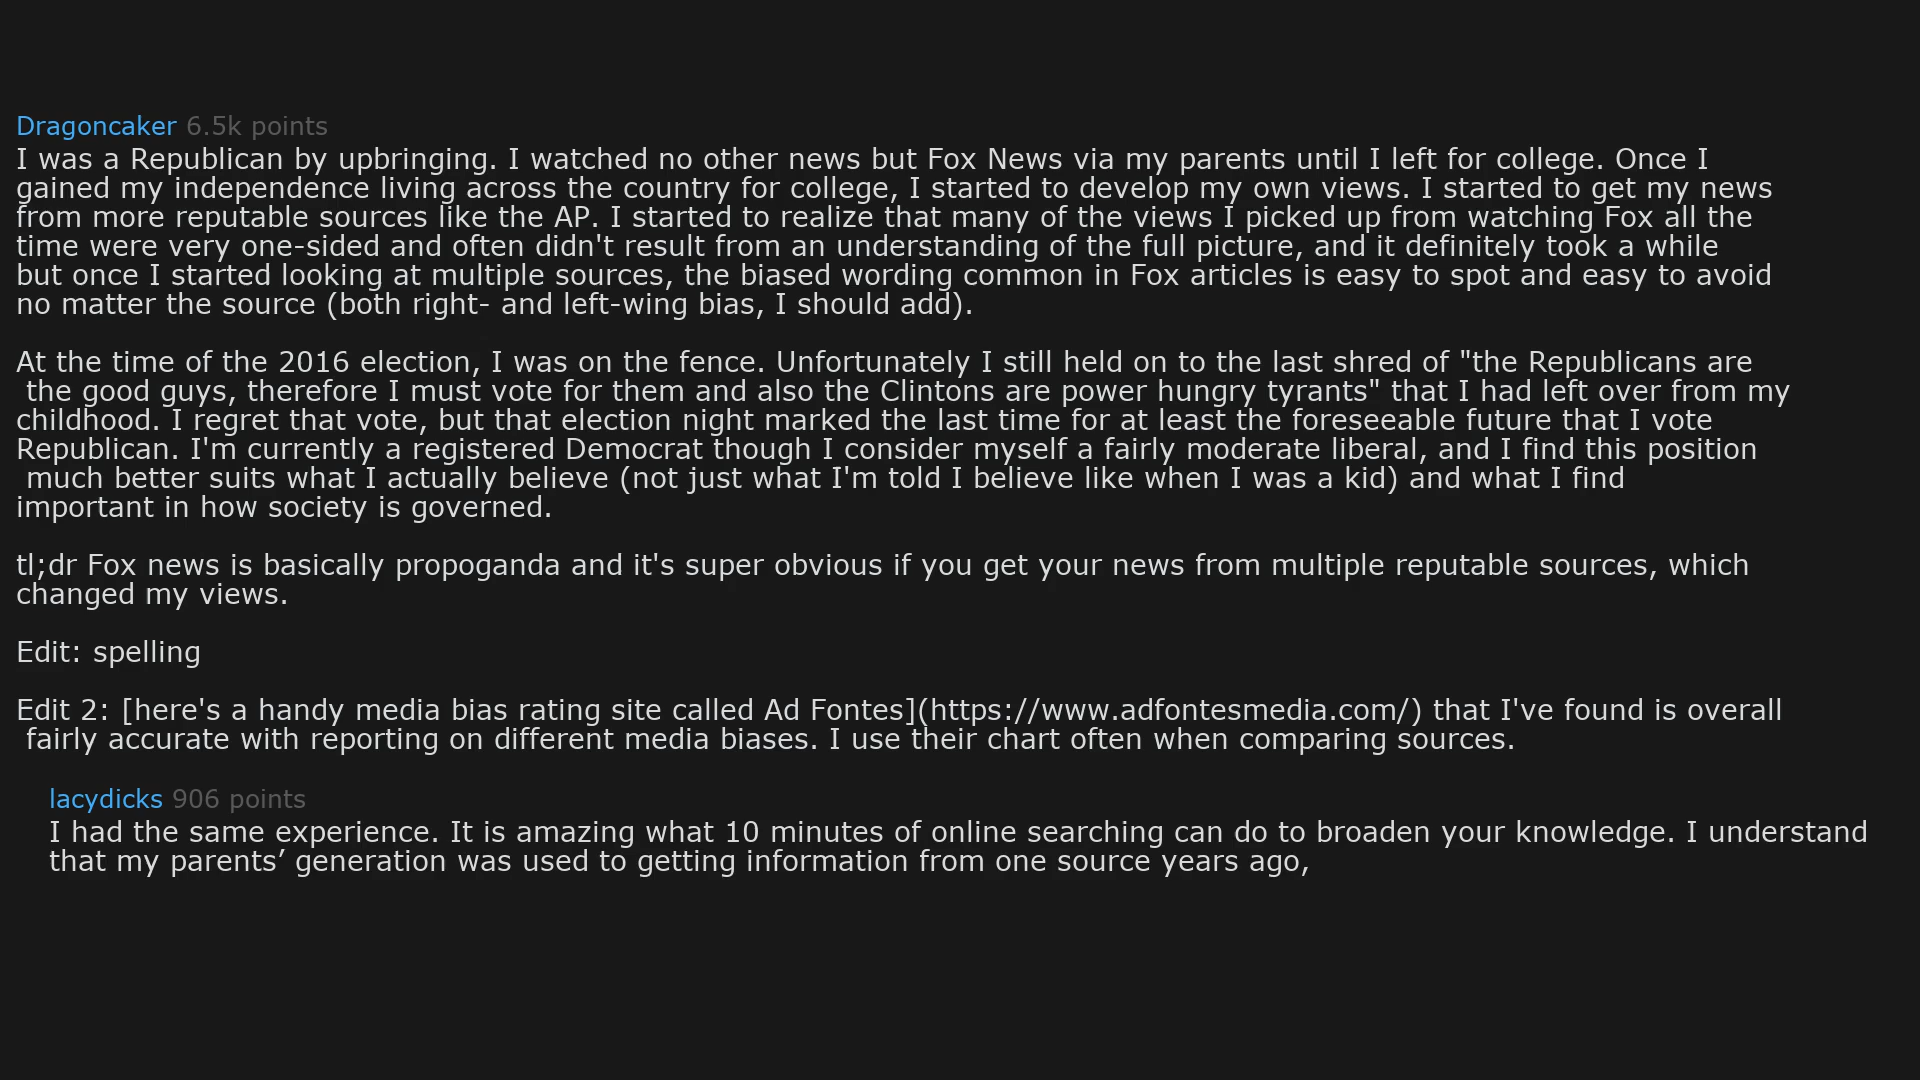 Dragoncaker 6.5k points
I was a Republican by upbringing. I watched no other news but Fox News via my parents until I left for college. Once I
gained my independence living across the country for college, I started to develop my own views. I started to get my news
from more reputable sources like the AP. I started to realize that many of the views I picked up from watching Fox all the
time were very one-sided and often didn't result from an understanding of the full picture, and it definitely took a while
but once I started looking at multiple sources, the biased wording common in Fox articles is easy to spot and easy to avoid
no matter the source (both right- and left-wing bias, I should add).
At the time of the 2016 election, I was on the fence. Unfortunately I still held on to the last shred of "the Republicans are
the good guys, therefore I must vote for them and also the Clintons are power hungry tyrants" that I had left over from my
childhood. I regret that vote, but that election night marked the last time for at least the foreseeable future that I vote
Republican. I'm currently a registered Democrat though I consider myself a fairly moderate liberal, and I find this position
much better suits what I actually believe (not just what I'm told I believe like when I was a kid) and what I find
important in how society is governed.
tl;dr Fox news is basically propoganda and it's super obvious if you get your news from multiple reputable sources, which
changed my views.
Edit: spelling
Edit 2: [here's a handy media bias rating site called Ad Fontes](https://www.adfontesmedia.com/) that I've found is overall
fairly accurate with reporting on different media biases. I use their chart often when comparing sources.
lacydicks 906 points
I had the same experience. It is amazing what 10 minutes of online searching can do to broaden your knowledge. I understand
that my parents’ generation was used to getting information from one source years ago,